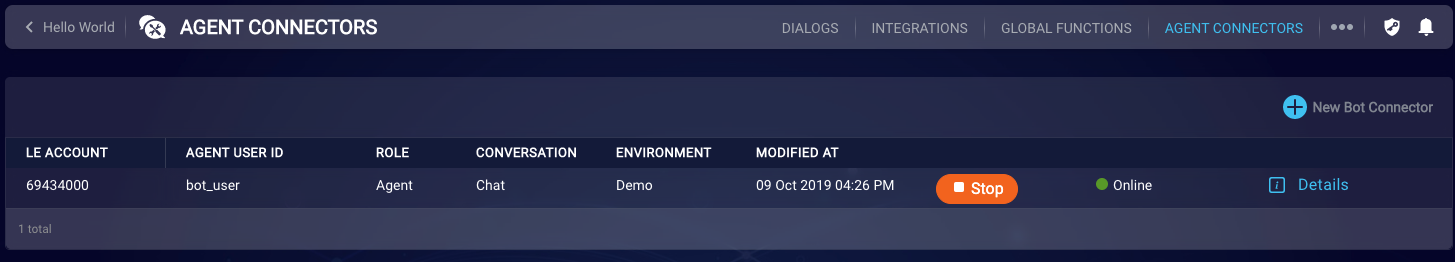 Hello World AGENT CONNECTORS DIALOGS INTEGRATIONS GLOBAL FUNCTIONS AGENT CONNECTORS
New Bot Connector
LE ACCOUNT AGENT USER ID ROLE CONVERSATION ENVIRONMENT MODIFIED AT
69434000 bot_user Agent Chat Demo 09 Oct 2019 04:26 PM Stop Online i Details
1 total